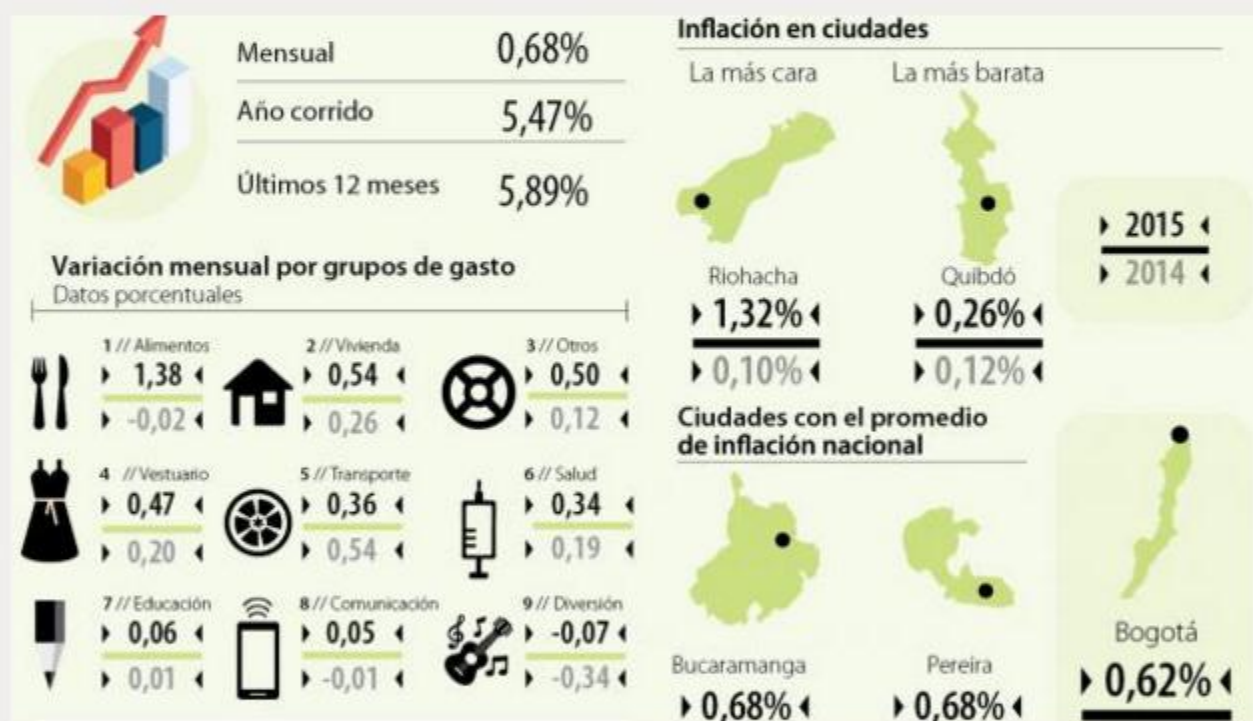 Mensual 0,68%
Año corrido 5,47%
Últimos 12 meses 5,89%
Variación mensual por grupos de gasto
Datos porcentuales
1 // Alimentos
1,38
-0,02
2 // Vivienda
0,54
0,26
3 // Otros
0,50
0,12
4 // Vestuario
0,47
0,20
5 // Transporte
0,36
0,54
6 // Salud
0,34
0,19
7 // Educación
0,06
0,01
8 // Comunicación
0,05
-0,01
9 // Diversión
-0,07
-0,34
Inflación en ciudades
La más cara
Riohacha
1,32%
0,10%
La más barata
Quibdó
0,26%
0,12%
2015
2014
Ciudades con el promedio
de inflación nacional
Bucaramanga
0,68%
Pereira
0,68%
Bogotá
0,62%